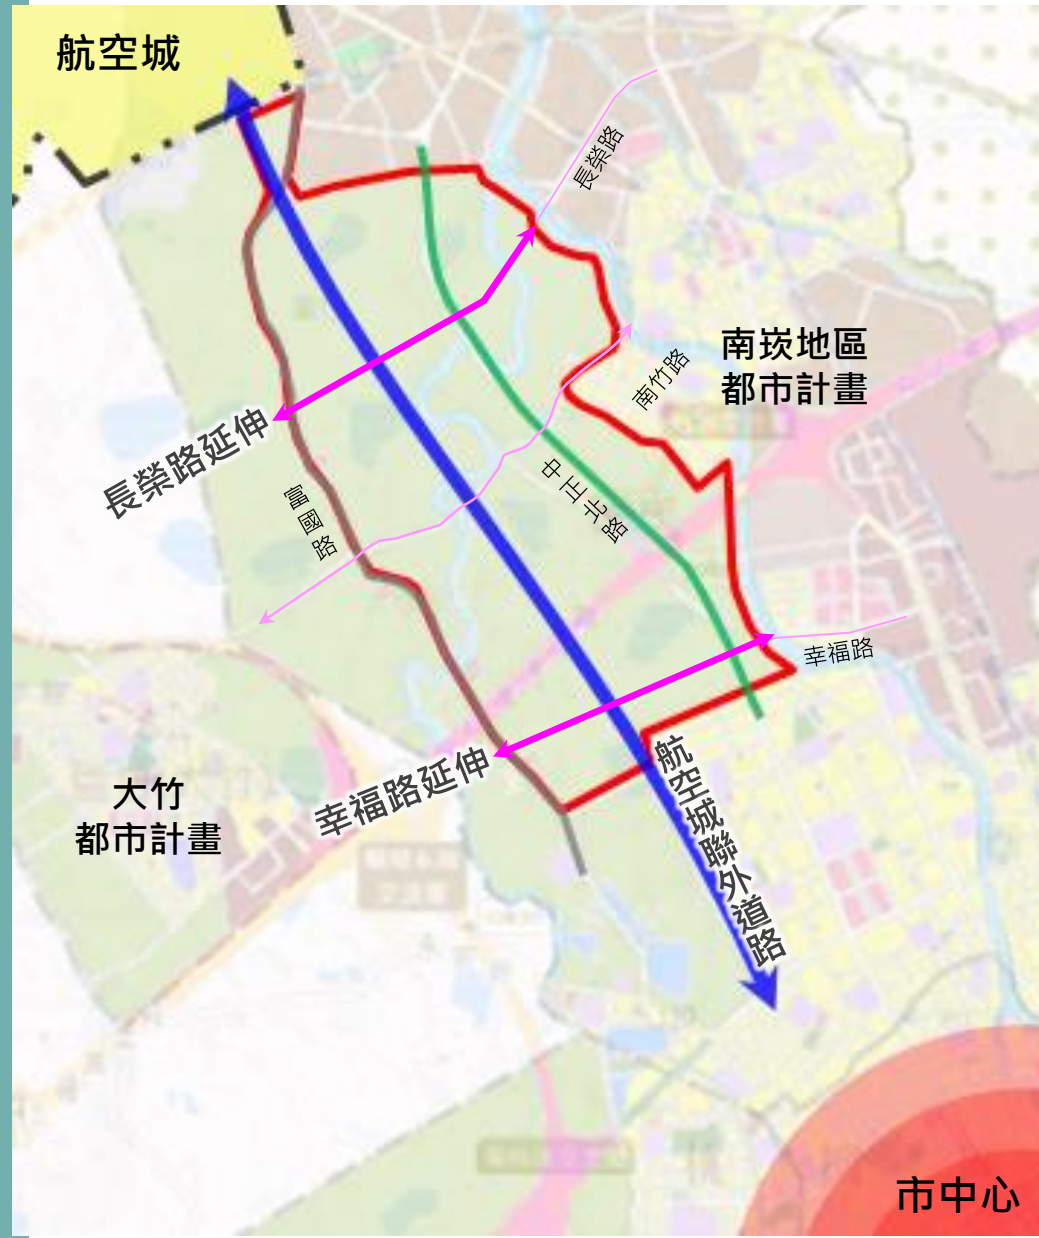 航空城
長榮路
南崁地區
都市計畫
南竹路
長榮路延伸
中正北路
富國路
幸福路
幸福路延伸
航空城聯外道路
大竹
都市計畫
市中心